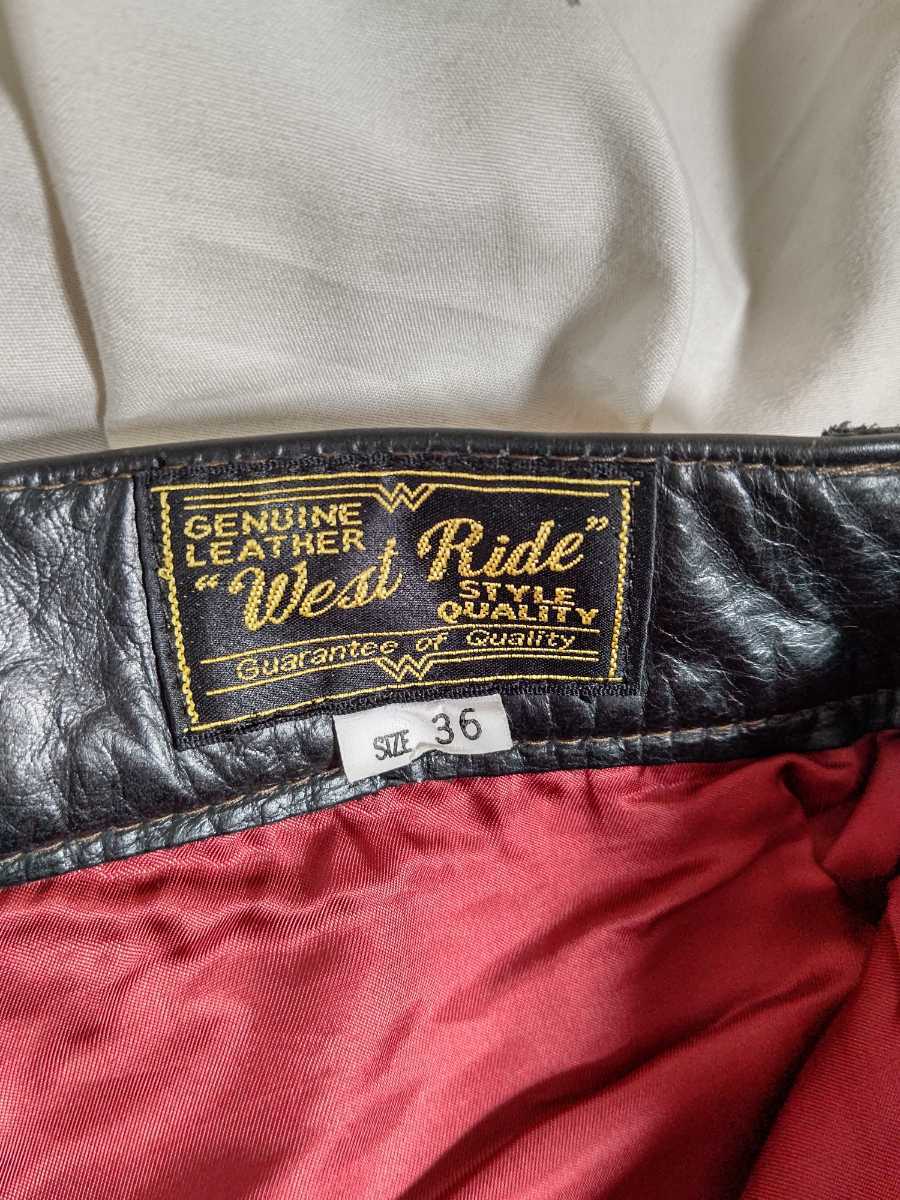 W
GENUINE
LEATHER
"West Ride"
STYLE
QUALITY
Guarantee of Quality
W
SIZE 36